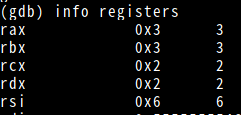 (gdb) info registers
rax 0x3 3
rbx 0x3 3
rcx 0x2 2
rdx 0x2 2
rsi 0x6 6